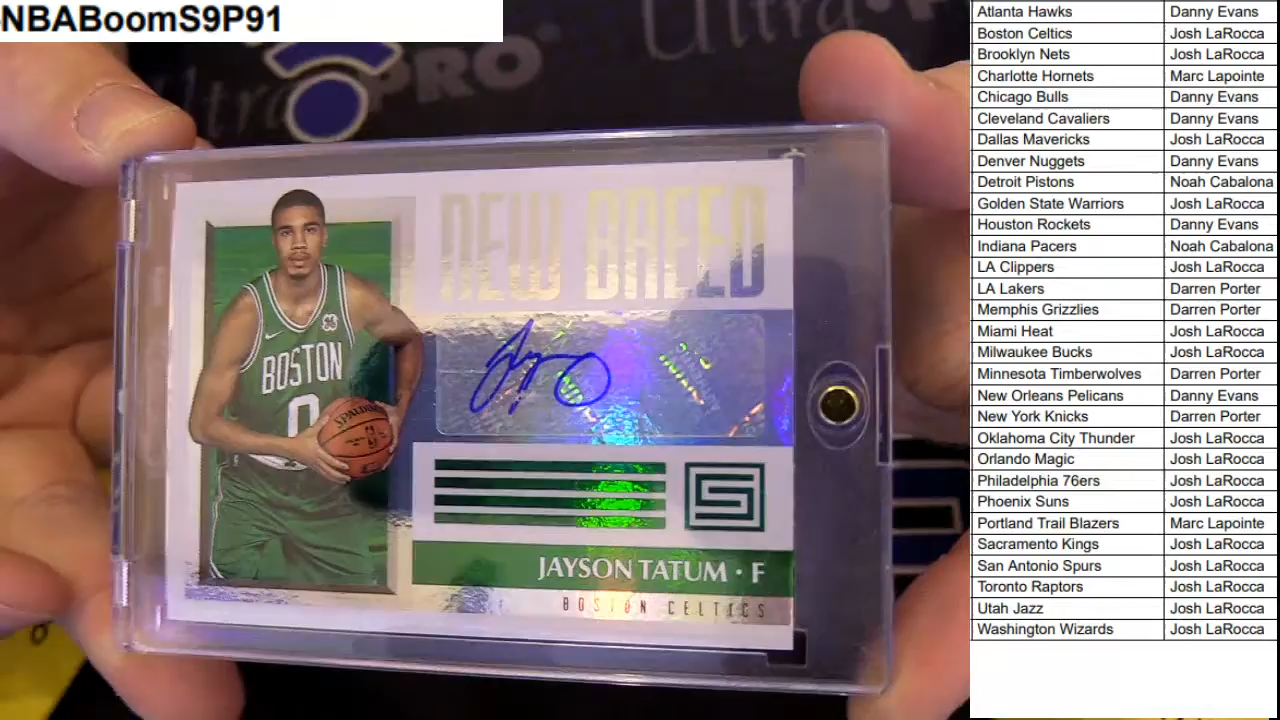 NBABoomS9P91
Ultra PRO
Ultra
NEW BREED
GE
BOSTON
0
SPALDING
S
JAYSON TATUM · F
BOSTON CELTICS
Atlanta Hawks Danny Evans
Boston Celtics Josh LaRocca
Brooklyn Nets Josh LaRocca
Charlotte Hornets Marc Lapointe
Chicago Bulls Danny Evans
Cleveland Cavaliers Danny Evans
Dallas Mavericks Josh LaRocca
Denver Nuggets Danny Evans
Detroit Pistons Noah Cabalona
Golden State Warriors Josh LaRocca
Houston Rockets Danny Evans
Indiana Pacers Noah Cabalona
LA Clippers Josh LaRocca
LA Lakers Darren Porter
Memphis Grizzlies Darren Porter
Miami Heat Josh LaRocca
Milwaukee Bucks Josh LaRocca
Minnesota Timberwolves Darren Porter
New Orleans Pelicans Danny Evans
New York Knicks Darren Porter
Oklahoma City Thunder Josh LaRocca
Orlando Magic Josh LaRocca
Philadelphia 76ers Josh LaRocca
Phoenix Suns Josh LaRocca
Portland Trail Blazers Marc Lapointe
Sacramento Kings Josh LaRocca
San Antonio Spurs Josh LaRocca
Toronto Raptors Josh LaRocca
Utah Jazz Josh LaRocca
Washington Wizards Josh LaRocca